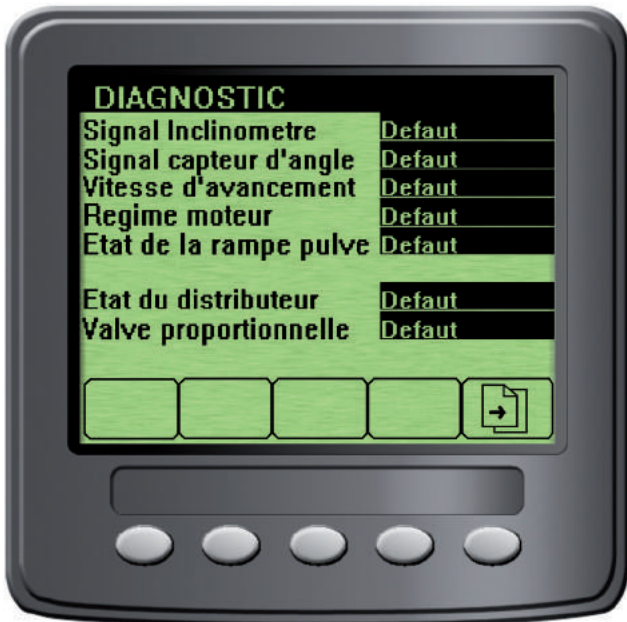 DIAGNOSTIC
Signal Inclinometre Defaut
Signal capteur d'angle Defaut
Vitesse d'avancement Defaut
Regime moteur Defaut
Etat de la rampe pulve Defaut
Etat du distributeur Defaut
Valve proportionnelle Defaut